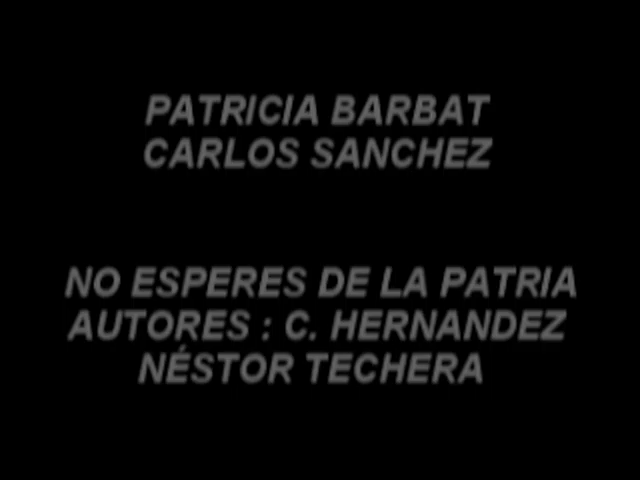 PATRICIA BARBAT
CARLOS SANCHEZ
NO ESPERES DE LA PATRIA
AUTORES : C. HERNANDEZ
NÉSTOR TECHERA